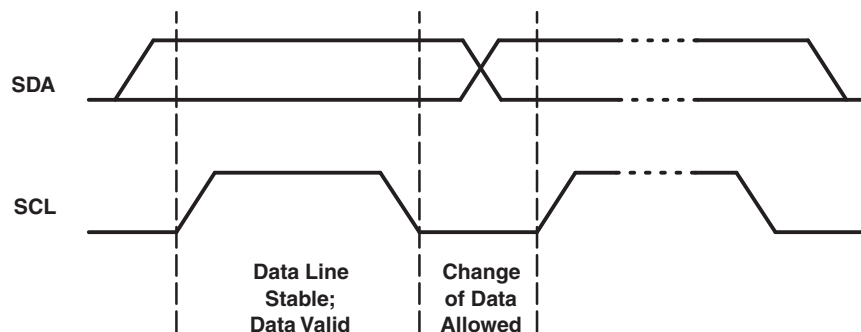 SDA
SCL
Data Line
Stable;
Data Valid
Change
of Data
Allowed